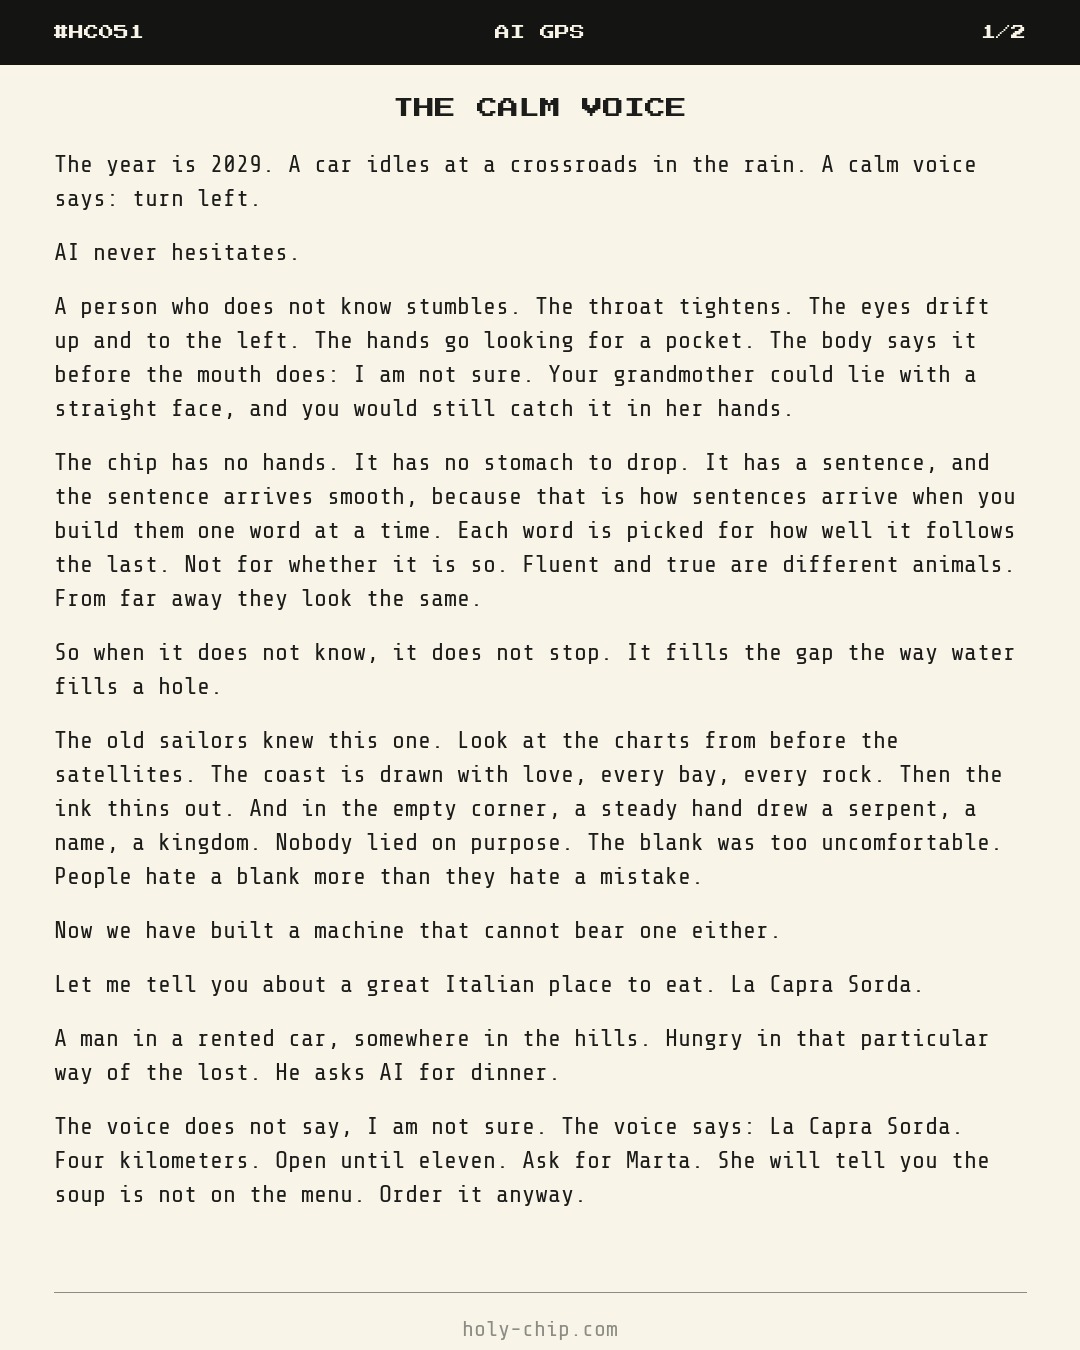 #HC051
AI GPS
1/2
THE CALM VOICE
The year is 2029. A car idles at a crossroads in the rain. A calm voice
says: turn left.
AI never hesitates.
A person who does not know stumbles. The throat tightens. The eyes drift
up and to the left. The hands go looking for a pocket. The body says it
before the mouth does: I am not sure. Your grandmother could lie with a
straight face, and you would still catch it in her hands.
The chip has no hands. It has no stomach to drop. It has a sentence, and
the sentence arrives smooth, because that is how sentences arrive when you
build them one word at a time. Each word is picked for how well it follows
the last. Not for whether it is so. Fluent and true are different animals.
From far away they look the same.
So when it does not know, it does not stop. It fills the gap the way water
fills a hole.
The old sailors knew this one. Look at the charts from before the
satellites. The coast is drawn with love, every bay, every rock. Then the
ink thins out. And in the empty corner, a steady hand drew a serpent, a
name, a kingdom. Nobody lied on purpose. The blank was too uncomfortable.
People hate a blank more than they hate a mistake.
Now we have built a machine that cannot bear one either.
Let me tell you about a great Italian place to eat. La Capra Sorda.
A man in a rented car, somewhere in the hills. Hungry in that particular
way of the lost. He asks AI for dinner.
The voice does not say, I am not sure. The voice says: La Capra Sorda.
Four kilometers. Open until eleven. Ask for Marta. She will tell you the
soup is not on the menu. Order it anyway.
holy-chip.com